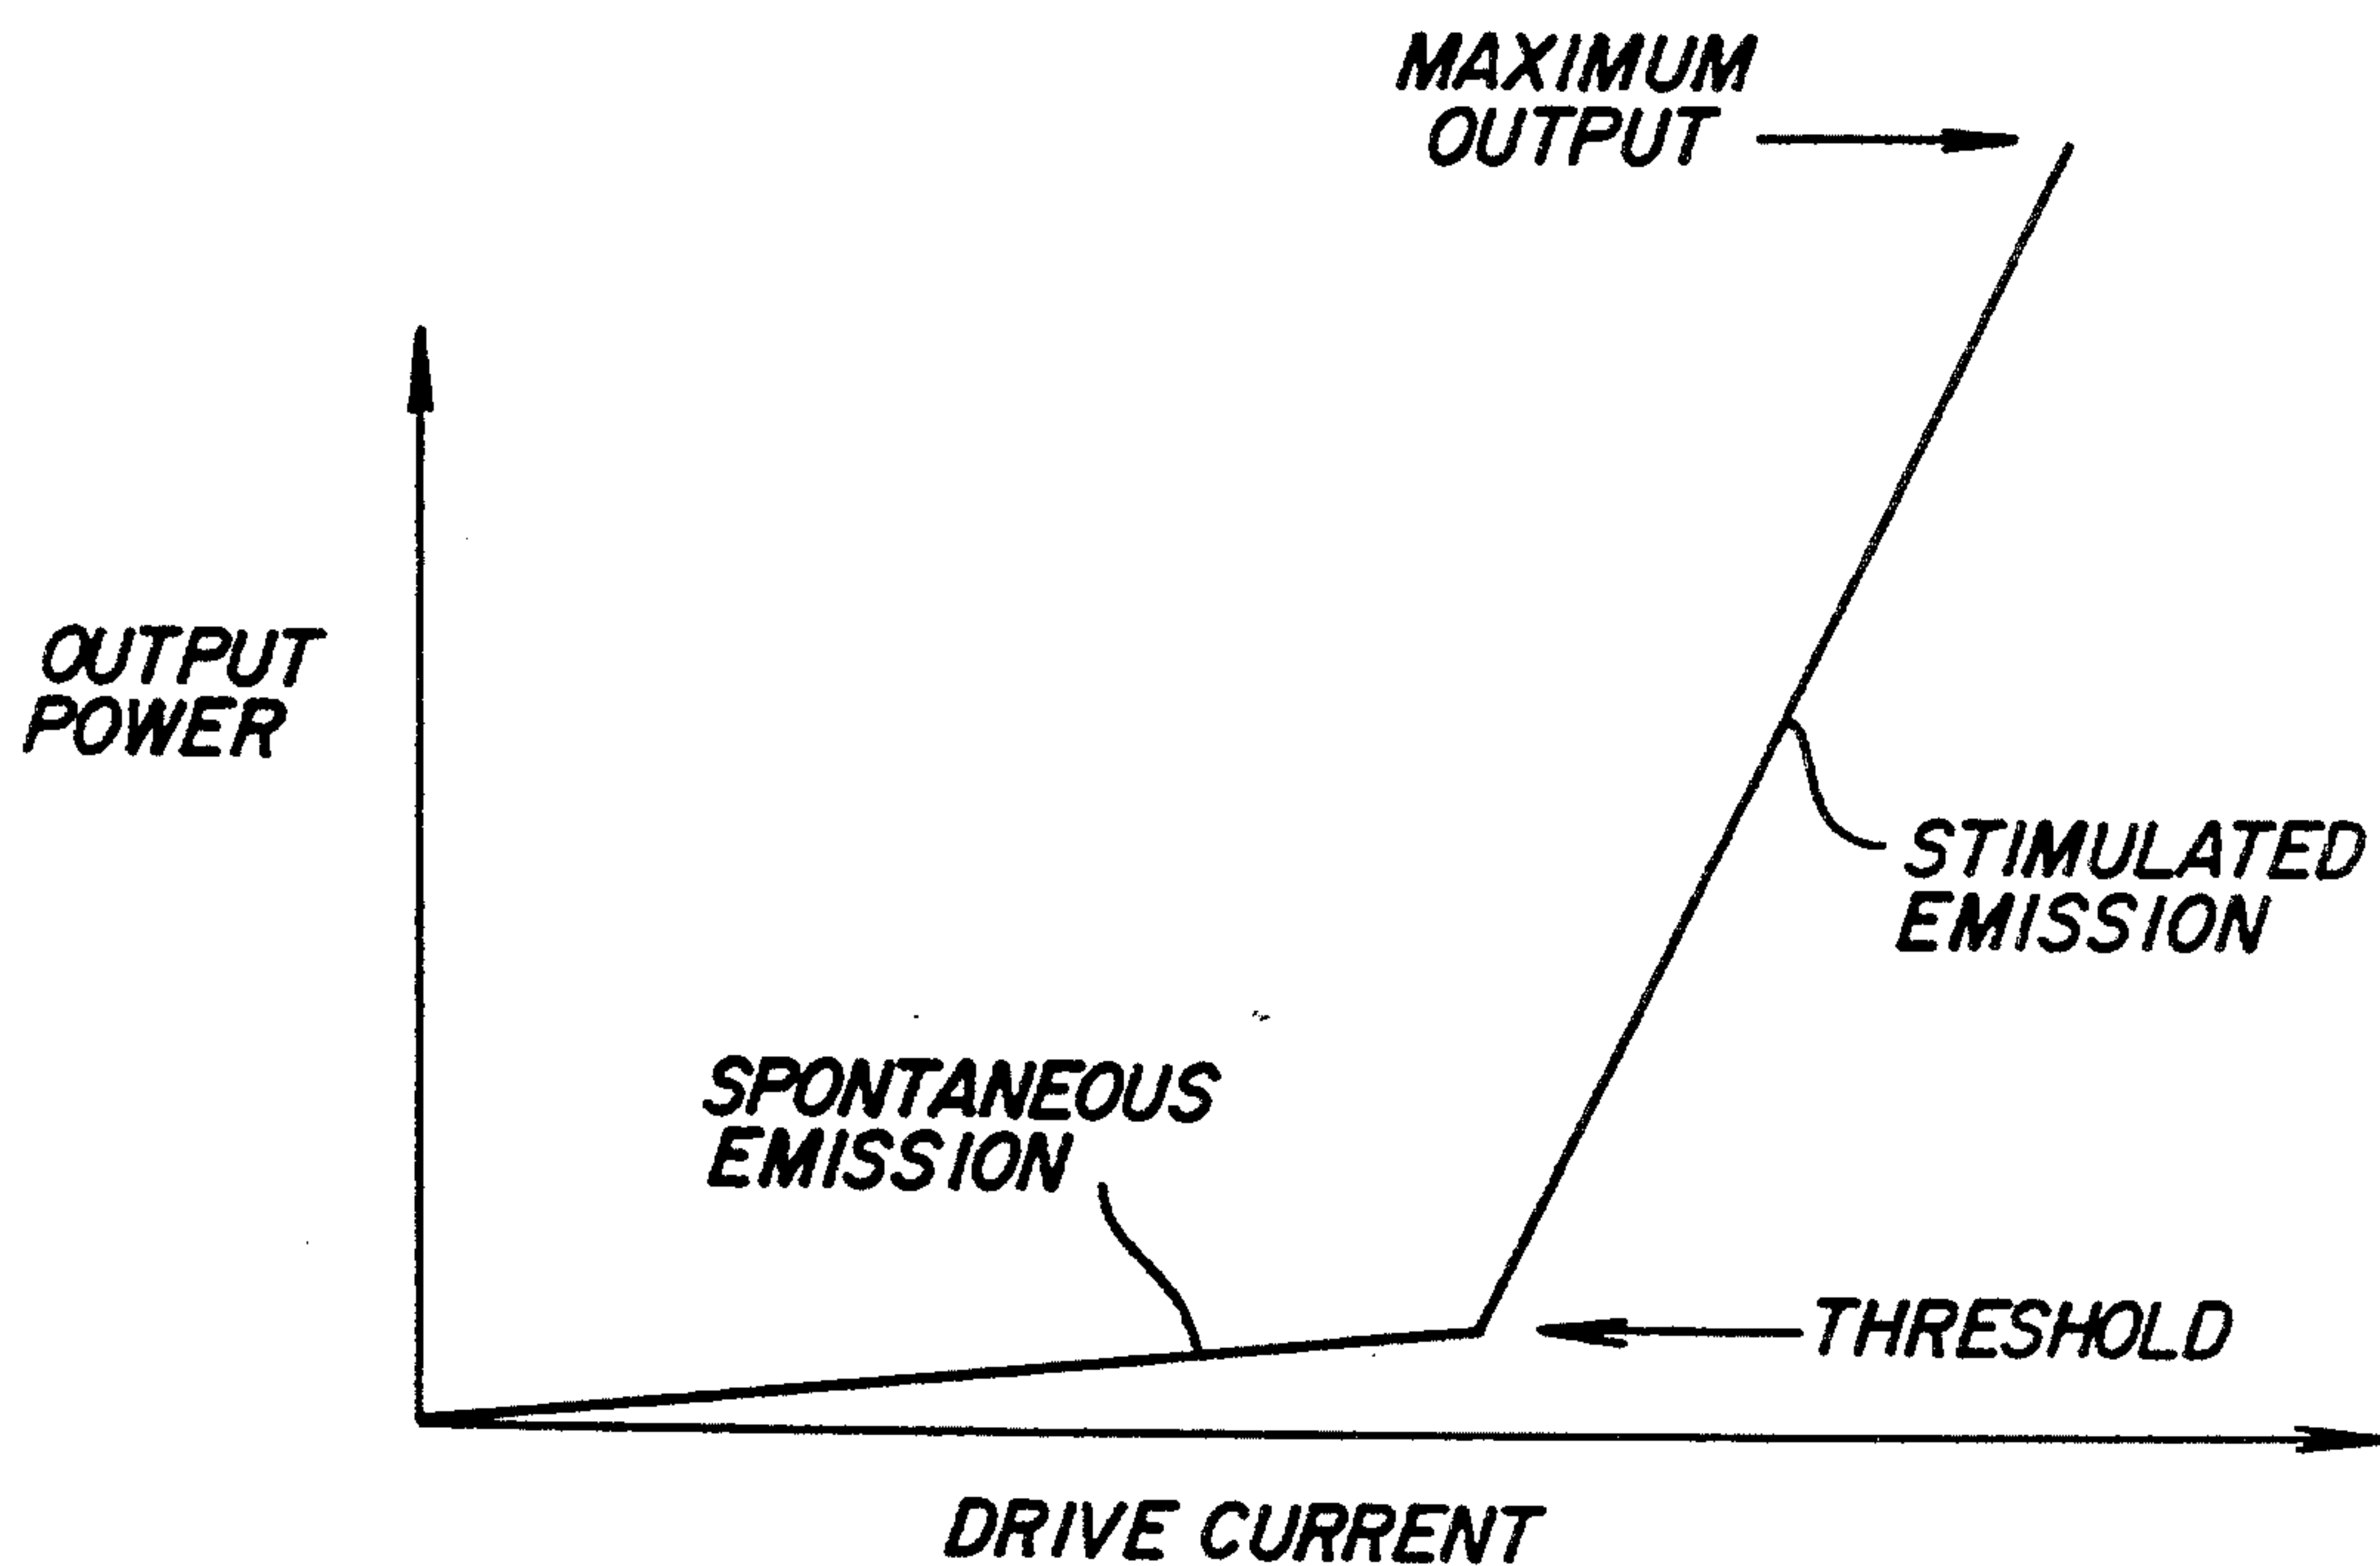 MAXIMUM
OUTPUT
OUTPUT
POWER
STIMULATED
EMISSION
SPONTANEOUS
EMISSION
THRESHOLD
DRIVE CURRENT